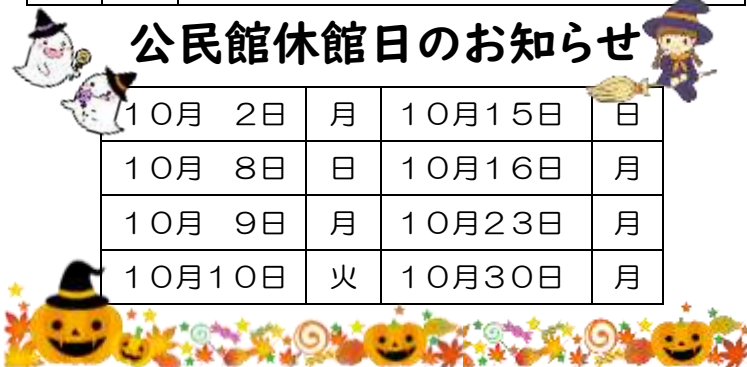 公民館休館日のお知らせ
10月 2日 月 10月15日 日
10月 8日 日 10月16日 月
10月 9日 月 10月23日 月
10月10日 火 10月30日 月